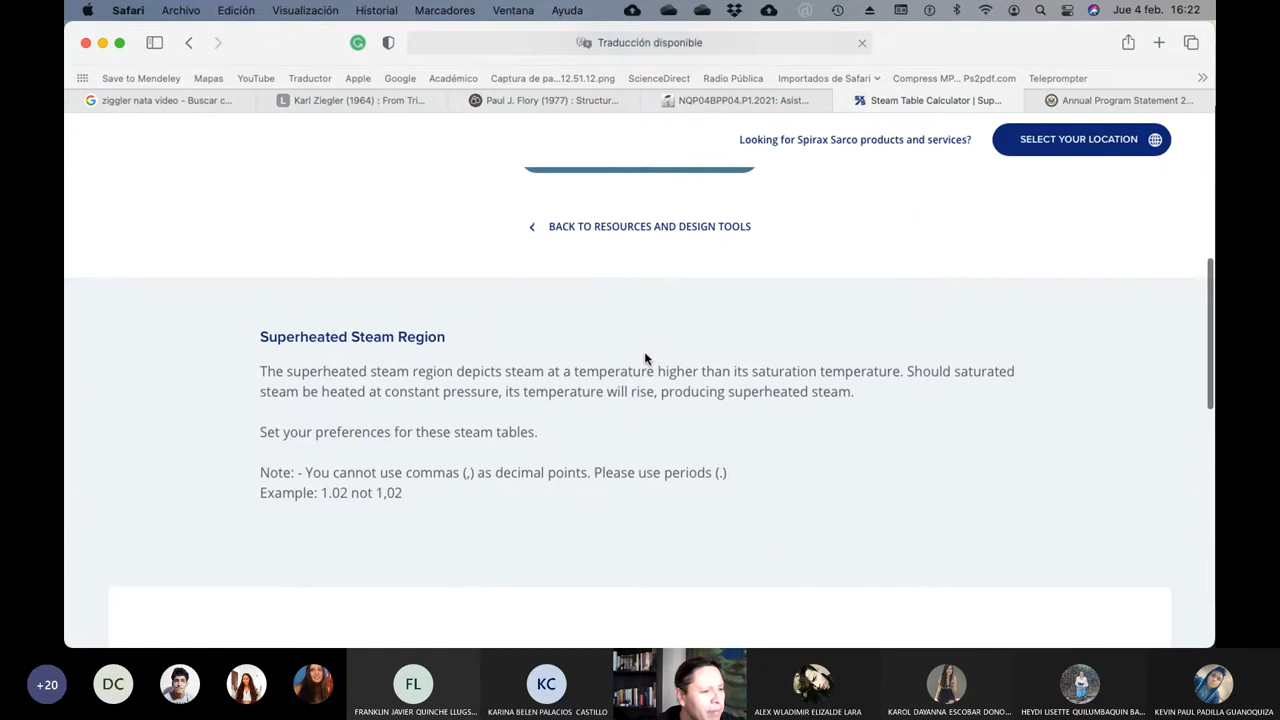 Safari Archivo Edición Visualización Historial Marcadores Ventana Ayuda Jue 4 feb. 16:22
Traducción disponible
Save to Mendeley Mapas YouTube Traductor Apple Google Académico Captura de pa...12.51.12.png ScienceDirect Radio Pública Importados de Safari Compress MP... Ps2pdf.com Teleprompter
ziggler nata video - Buscar c... Karl Ziegler (1964) : From Tri... Paul J. Flory (1977) : Structur... NQP04BPP04.P1.2021: Asist... Steam Table Calculator | Sup... Annual Program Statement 2...
Looking for Spirax Sarco products and services? SELECT YOUR LOCATION
BACK TO RESOURCES AND DESIGN TOOLS
Superheated Steam Region
The superheated steam region depicts steam at a temperature higher than its saturation temperature. Should saturated
steam be heated at constant pressure, its temperature will rise, producing superheated steam.
Set your preferences for these steam tables.
Note: - You cannot use commas (,) as decimal points. Please use periods (.)
Example: 1.02 not 1,02
+20 DC FL KC
FRANKLIN JAVIER QUINCHE LLUGS... KARINA BELEN PALACIOS CASTILLO ALEX WLADIMIR ELIZALDE LARA KAROL DAYANNA ESCOBAR DONO... HEYDI LISETTE QUILUMBAQUIN BA... KEVIN PAUL PADILLA GUANOQUIZA